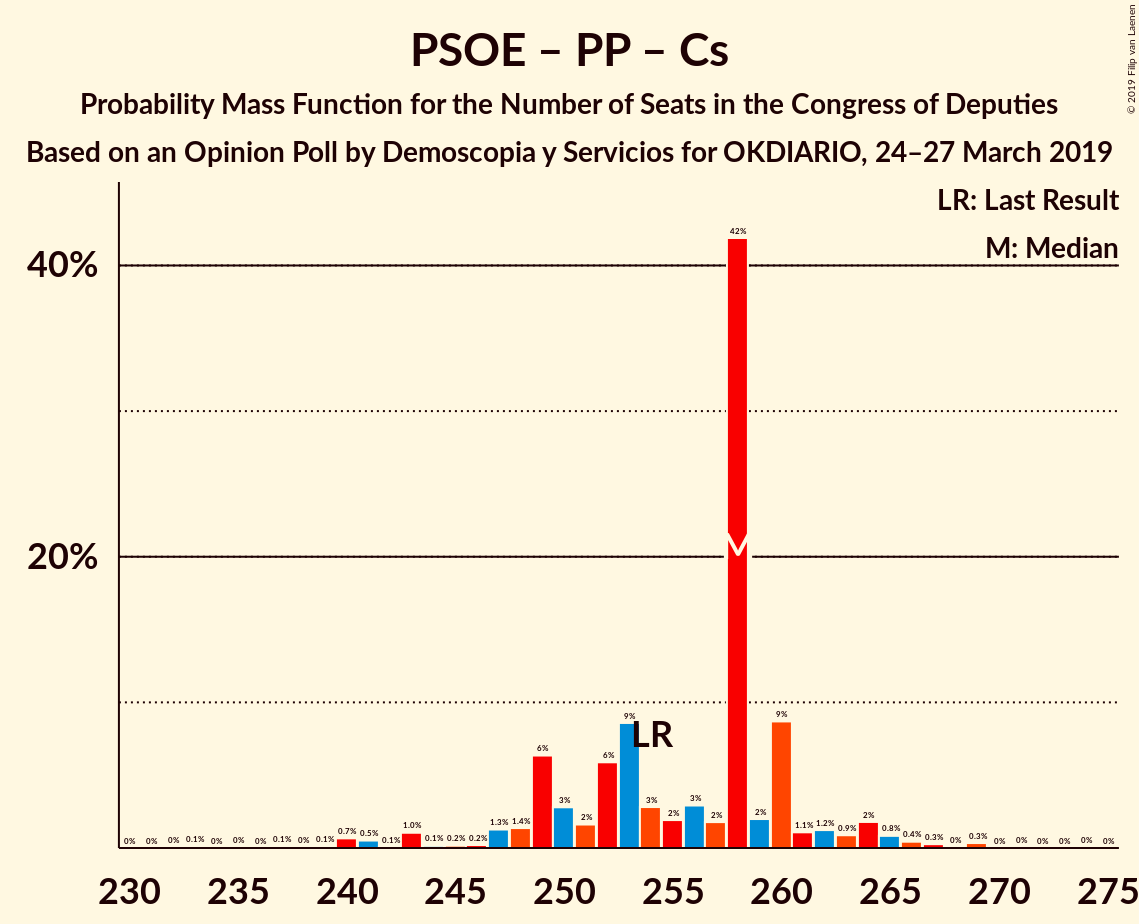 PSOE – PP – Cs
Probability Mass Function for the Number of Seats in the Congress of Deputies
Based on an Opinion Poll by Demoscopia y Servicios for OKDIARIO, 24–27 March 2019
© 2019 Filip van Laenen
LR: Last Result
M: Median
40%
20%
42%
LR
0% 0% 0% 0.1% 0% 0% 0% 0.1% 0% 0.1% 0.7% 0.5% 0.1% 1.0% 0.1% 0.2% 0.2% 1.3% 1.4% 6% 3% 2% 6% 9% 3% 2% 3% 2% 2% 9% 1.1% 1.2% 0.9% 2% 0.8% 0.4% 0.3% 0% 0.3% 0% 0% 0% 0% 0% 0%
230 235 240 245 250 255 260 265 270 275